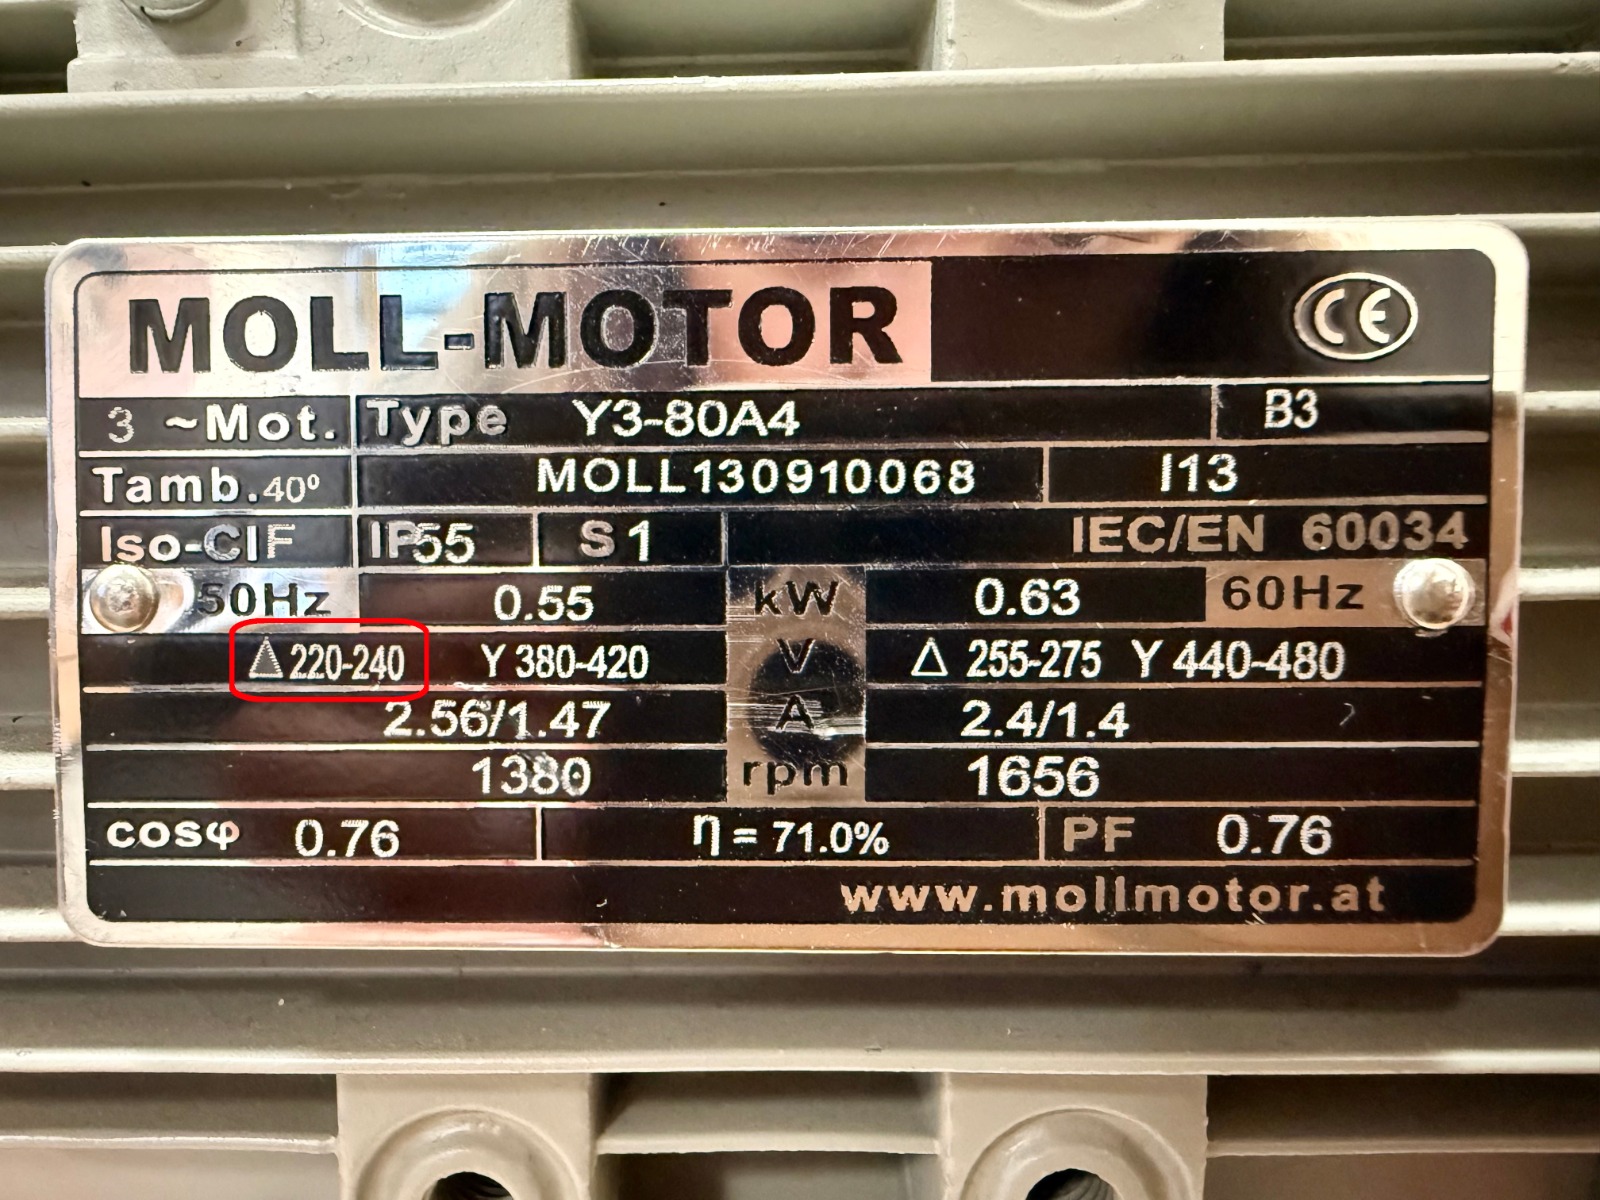 MOLL-MOTOR CE
3 ~Mot. Type Y3-80A4 B3
Tamb.40° MOLL130910068 I13
Iso-ClF IP55 S1 IEC/EN 60034
50Hz 0.55 kW 0.63 60Hz
Δ 220-240 Y 380-420 V Δ 255-275 Y 440-480
2.56/1.47 A 2.4/1.4
1380 rpm 1656
cosφ 0.76 η = 71.0% PF 0.76
www.mollmotor.at